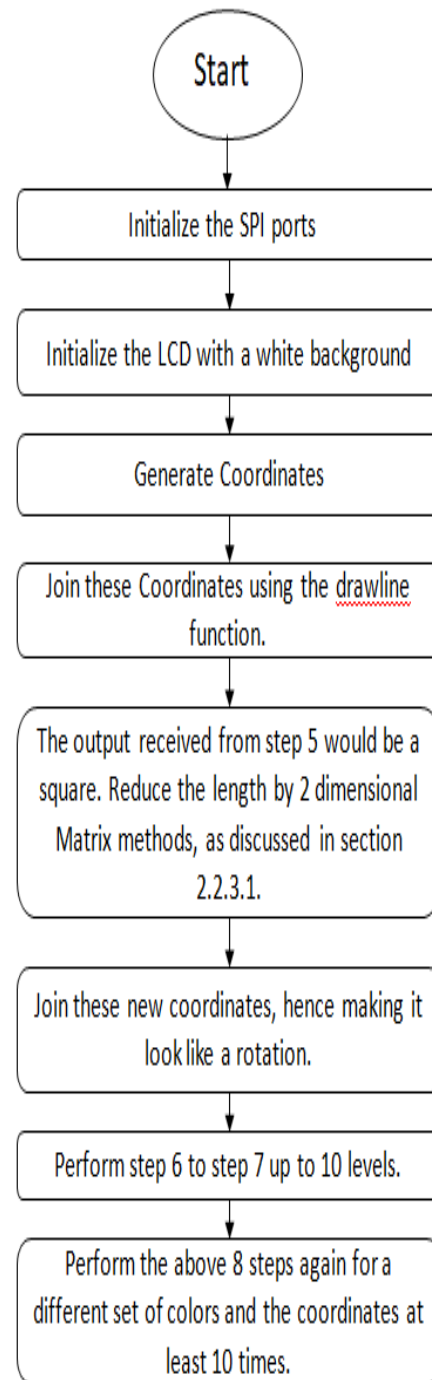 Start
Initialize the SPI ports
Initialize the LCD with a white background
Generate Coordinates
Join these Coordinates using the drawline
function.
The output received from step 5 would be a
square. Reduce the length by 2 dimensional
Matrix methods, as discussed in section
2.2.3.1.
Join these new coordinates, hence making it
look like a rotation.
Perform step 6 to step 7 up to 10 levels.
Perform the above 8 steps again for a
different set of colors and the coordinates at
least 10 times.